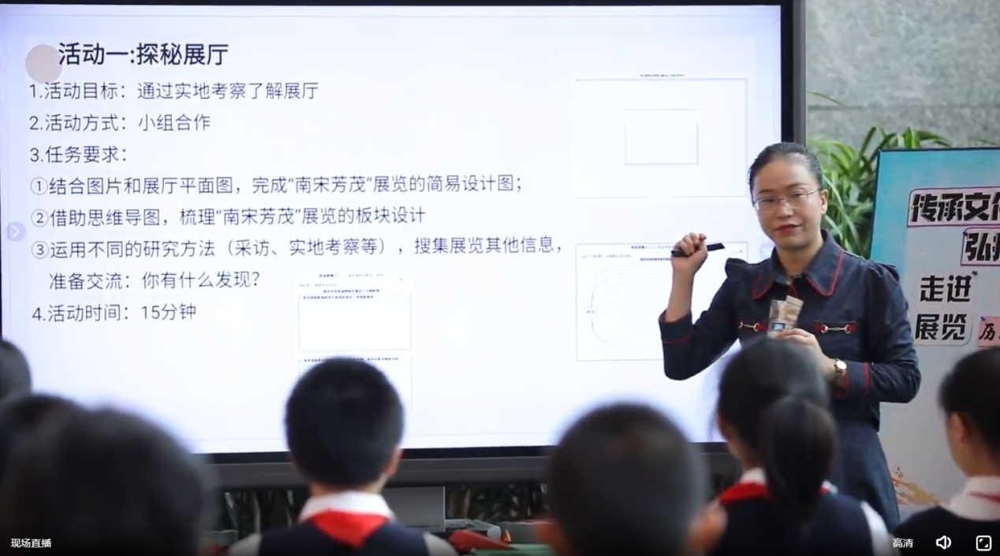 活动一:探秘展厅
1.活动目标：通过实地考察了解展厅
2.活动方式：小组合作
3.任务要求：
①结合图片和展厅平面图，完成“南宋芳茂”展览的简易设计图；
②借助思维导图，梳理“南宋芳茂”展览的板块设计
③运用不同的研究方法（采访、实地考察等），搜集展览其他信息，
准备交流：你有什么发现？
4.活动时间：15分钟
传承文
弘
走进
展览
历
现场直播
高清